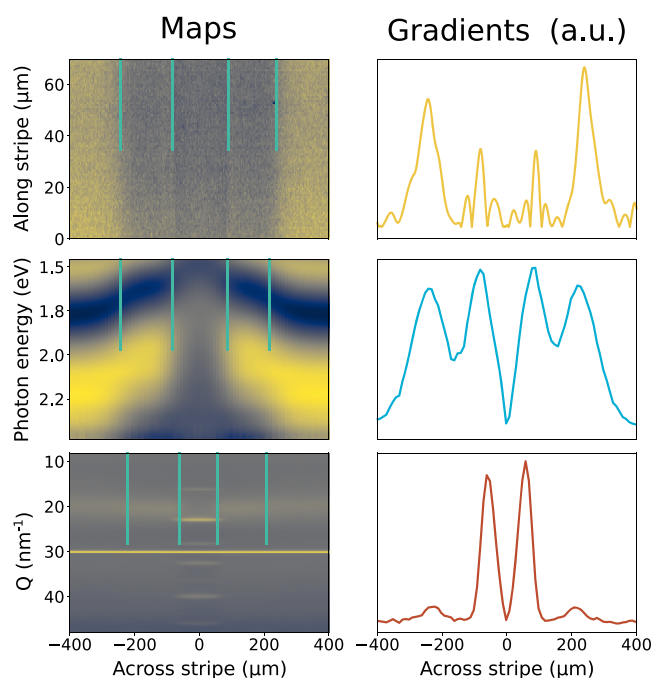 Maps
Gradients (a.u.)
Along stripe (μm)
60
40
20
0
Photon energy (eV)
1.5
1.8
2.0
2.2
Q (nm⁻¹)
10
20
30
40
−400 −200 0 200 400
Across stripe (μm)
−400 −200 0 200 400
Across stripe (μm)